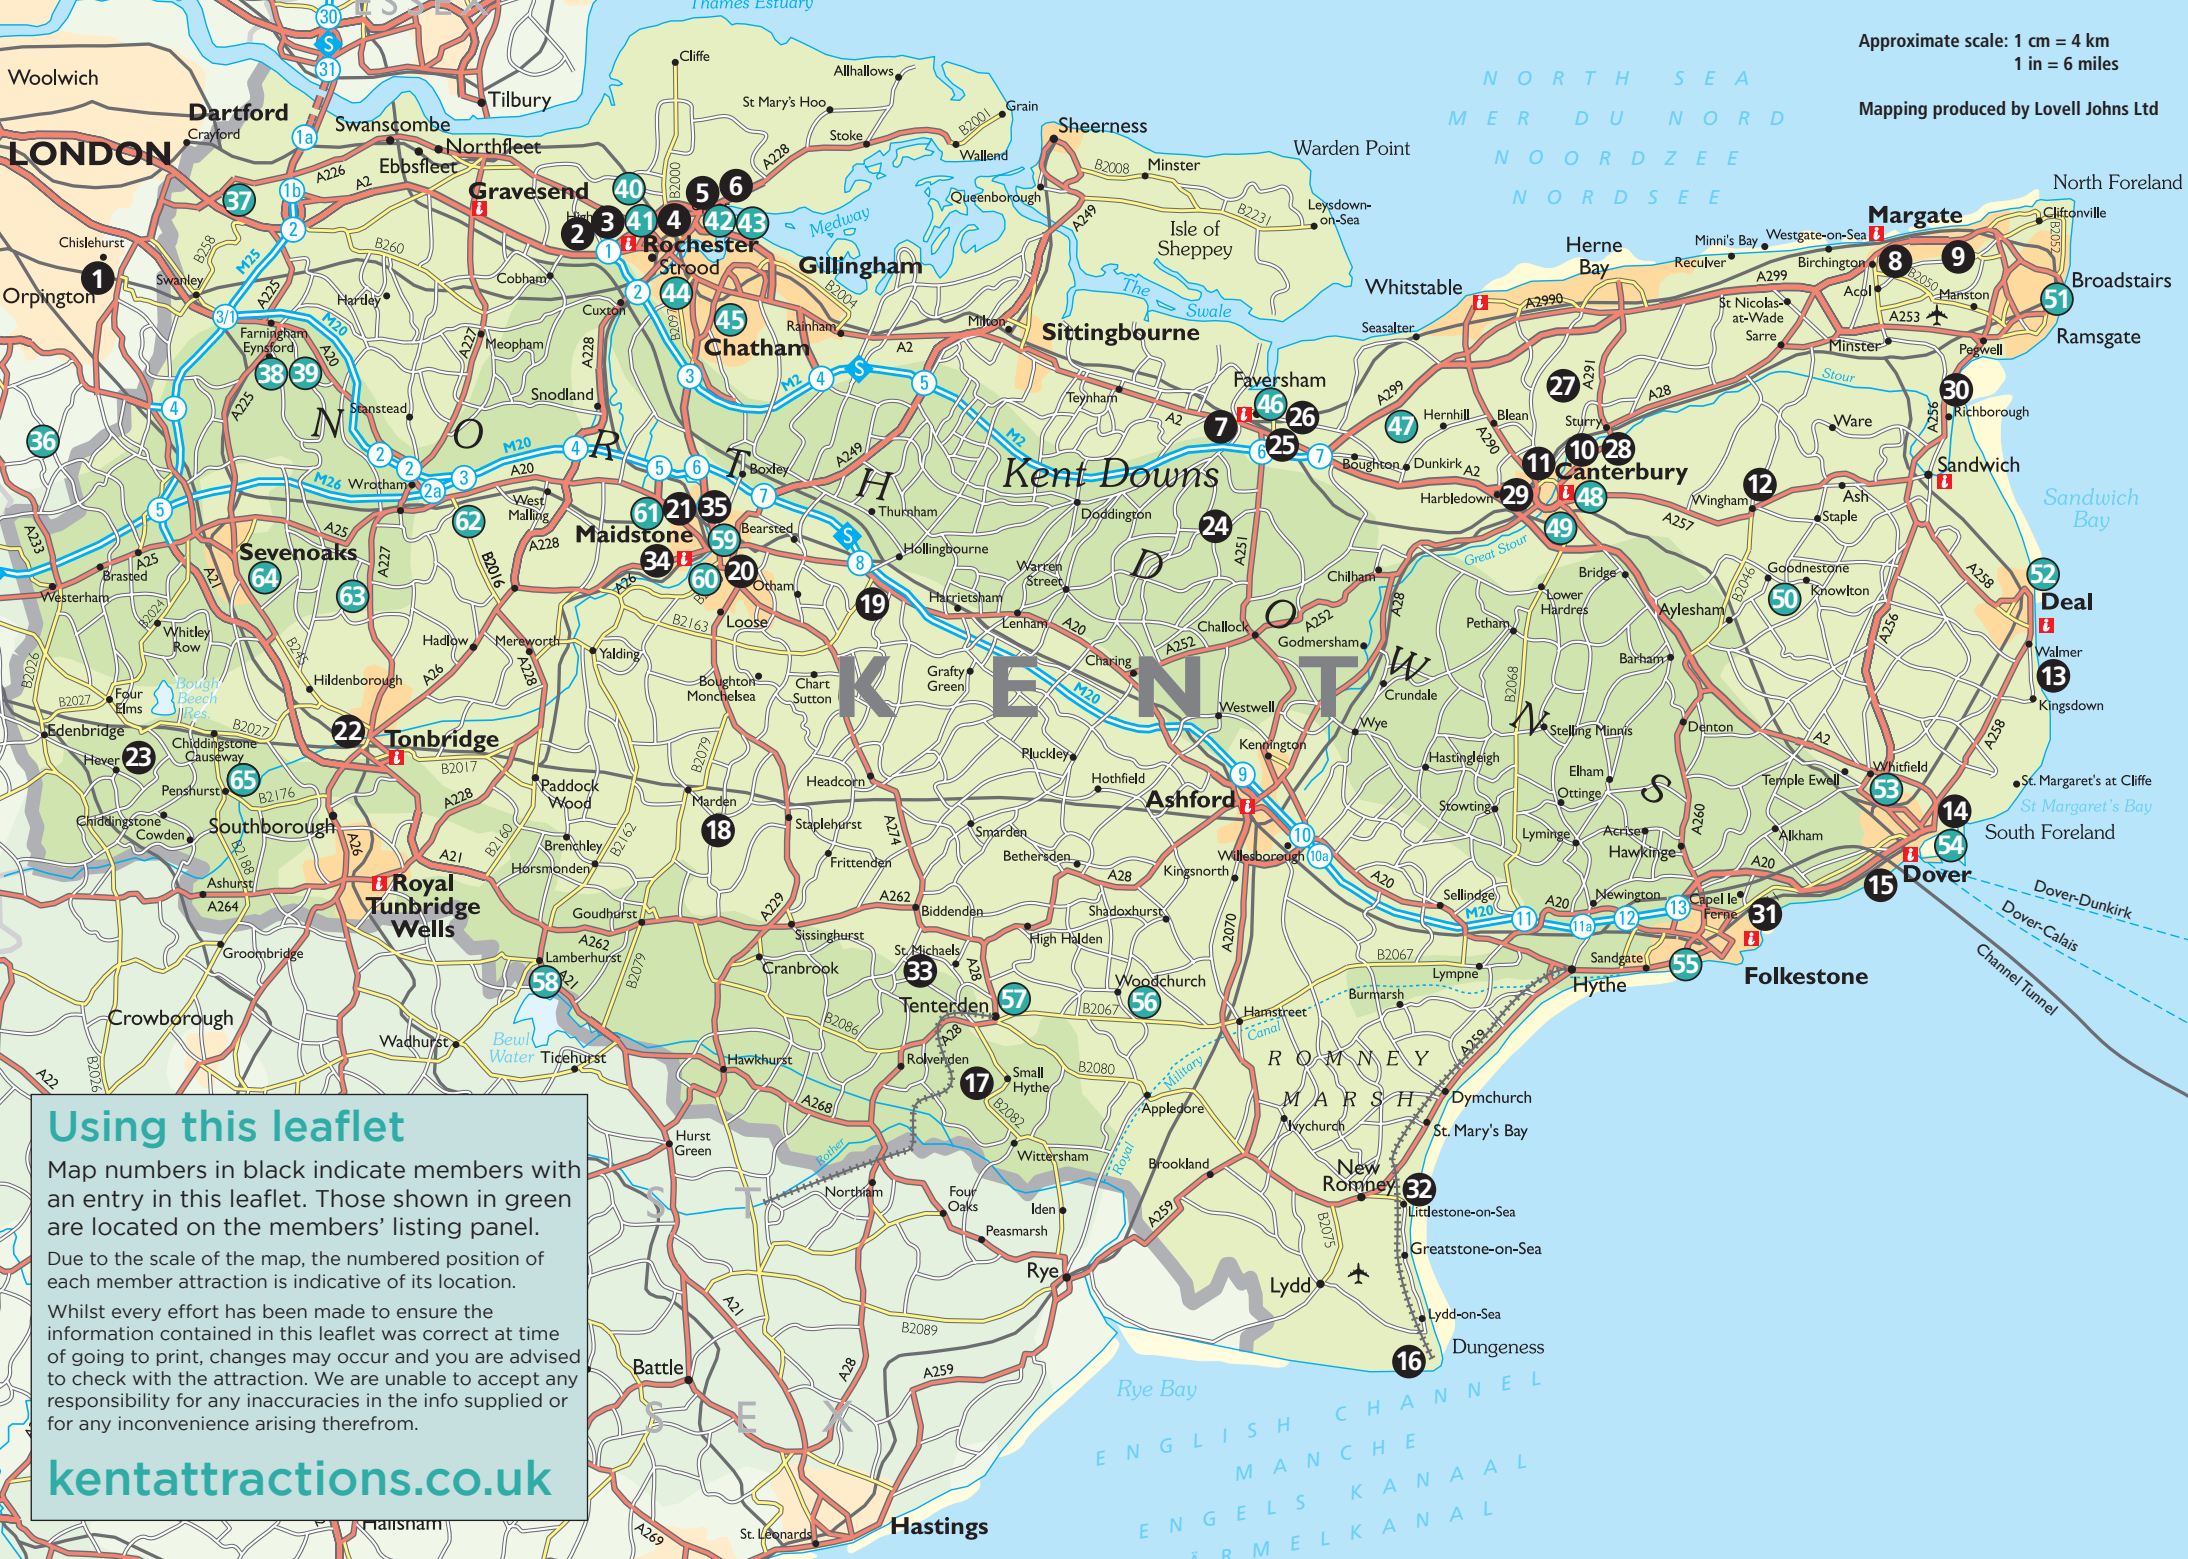 Thames Estuary
ESSEX
Approximate scale: 1 cm = 4 km
1 in = 6 miles
Mapping produced by Lovell Johns Ltd
NORTH SEA
MER DU NORD
NOORDZEE
NORDSEE
Woolwich
LONDON
Dartford
Crayford
Swanscombe
Ebbsfleet
Northfleet
Tilbury
Gravesend
Cliffe
Allhallows
St Mary's Hoo
Stoke
Grain
Wallend
Sheerness
Minster
Queenborough
Warden Point
Leysdown-
on-Sea
Isle of
Sheppey
Medway
The
Swale
Chislehurst
Orpington
Swanley
Hartley
Cobham
Rochester
Strood
Cuxton
Gillingham
Chatham
Rainham
Milton
Sittingbourne
Teynham
Faversham
Whitstable
Seasalter
Herne
Bay
Reculver
Minni's Bay
Westgate-on-Sea
Birchington
Margate
Cliftonville
North Foreland
Broadstairs
Ramsgate
Acol
Manston
Minster
Pegwell
St Nicolas-
at-Wade
Sarre
Stour
Richborough
Ware
Sandwich
Sandwich
Bay
Farningham
Eynsford
Meopham
Stanstead
Snodland
Wrotham
West
Malling
Boxley
Thurnham
Maidstone
Bearsted
Hollingbourne
Otham
Loose
Harrietsham
Lenham
Warren
Street
Doddington
Kent Downs
NORTH
DOWNS
KENT
Hernhill
Blean
Sturry
Boughton
Dunkirk
Harbledown
Canterbury
Wingham
Ash
Staple
Great Stour
Chilham
Bridge
Lower
Hardres
Petham
Aylesham
Goodnestone
Knowlton
Barham
Deal
Walmer
Kingsdown
Sevenoaks
Brasted
Westerham
Whitley
Row
Hadlow
Mereworth
Yalding
Boughton
Monchelsea
Chart
Sutton
Grafty
Green
Charing
Challock
Godmersham
Crundale
Wye
Westwell
Kennington
Hastingleigh
Stelling Minnis
Denton
Elham
Ottinge
Stowting
Lyminge
Acrise
Hawkinge
Alkham
Temple Ewell
Whitfield
St. Margaret's at Cliffe
St Margaret's Bay
South Foreland
Dover
Dover-Dunkirk
Dover-Calais
Channel Tunnel
Four
Elms
Bough
Beech
Res.
Hildenborough
Edenbridge
Hever
Chiddingstone
Causeway
Penshurst
Chiddingstone
Cowden
Tonbridge
Southborough
Paddock
Wood
Brenchley
Horsmonden
Marden
Staplehurst
Headcorn
Frittenden
Smarden
Pluckley
Hothfield
Bethersden
Ashford
Willesborough
Kingsnorth
Shadoxhurst
Sellindge
Newington
Capel le
Ferne
Folkestone
Sandgate
Hythe
Lympne
Burmarsh
Ashurst
Groombridge
Royal
Tunbridge
Wells
Goudhurst
Lamberhurst
Sissinghurst
Cranbrook
Biddenden
St. Michaels
High Halden
Woodchurch
Tenterden
Hamstreet
Canal
Military
Royal
Crowborough
Wadhurst
Bewl
Water
Ticehurst
Hawkhurst
Rolvenden
Small
Hythe
Appledore
ROMNEY
MARSH
Ivychurch
Dymchurch
St. Mary's Bay
Wittersham
Brookland
New
Romney
Littlestone-on-Sea
Greatstone-on-Sea
Lydd
Lydd-on-Sea
Dungeness
Hurst
Green
Rother
Northiam
Four
Oaks
Iden
Peasmarsh
Rye
Rye Bay
Battle
St. Leonards
Hastings
Hailsham
S T
S E X
ENGLISH CHANNEL
MANCHE
ENGELS KANAAL
ÄRMELKANAL
Using this leaflet
Map numbers in black indicate members with
an entry in this leaflet. Those shown in green
are located on the members' listing panel.
Due to the scale of the map, the numbered position of
each member attraction is indicative of its location.
Whilst every effort has been made to ensure the
information contained in this leaflet was correct at time
of going to print, changes may occur and you are advised
to check with the attraction. We are unable to accept any
responsibility for any inaccuracies in the info supplied or
for any inconvenience arising therefrom.
kentattractions.co.uk